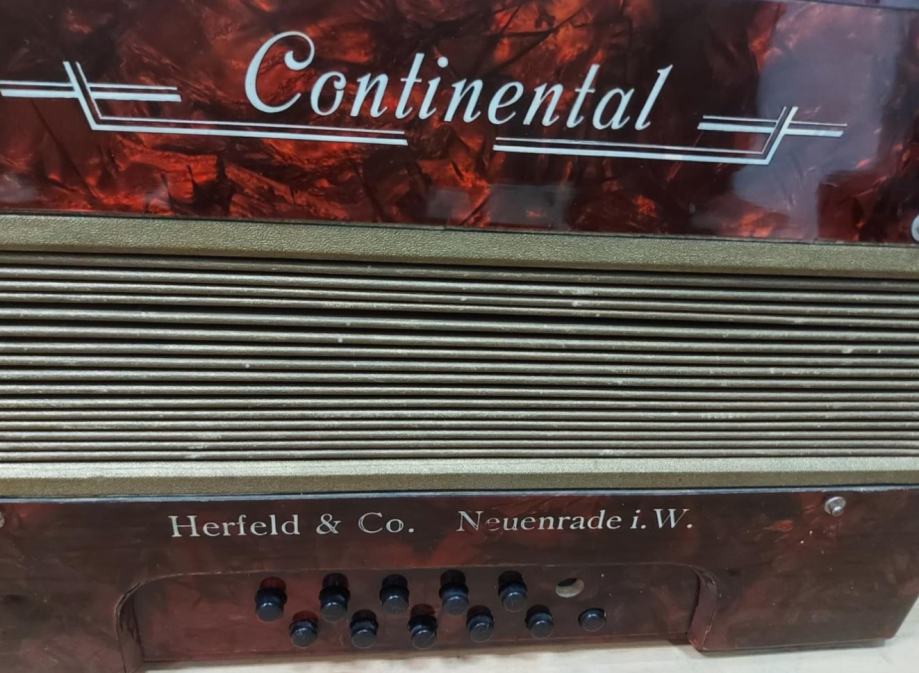 Continental
Herfeld & Co. Neuenrade i.W.